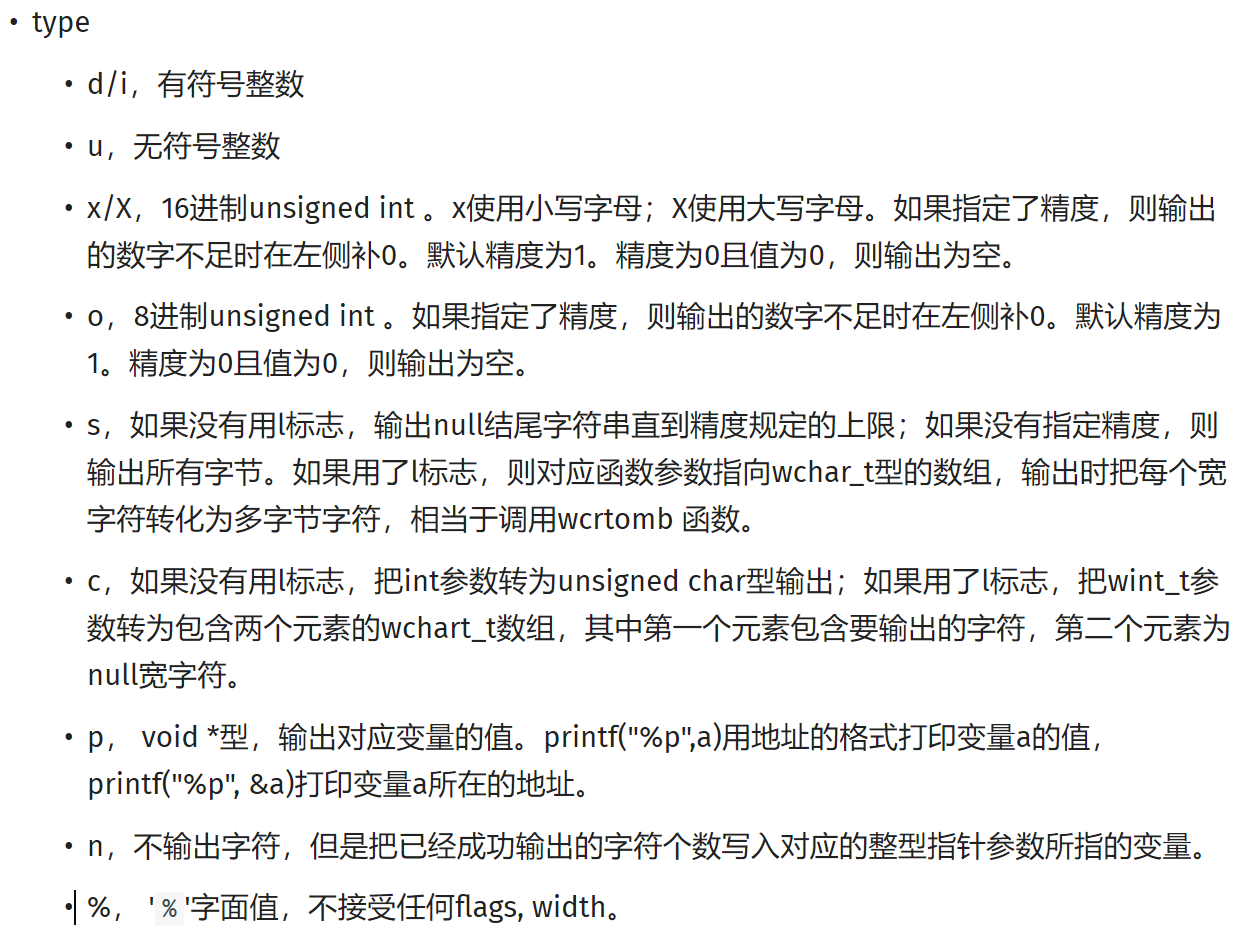 • type
• d/i，有符号整数
• u，无符号整数
• x/X，16进制unsigned int 。x使用小写字母；X使用大写字母。如果指定了精度，则输出
的数字不足时在左侧补0。默认精度为1。精度为0且值为0，则输出为空。
• o，8进制unsigned int 。如果指定了精度，则输出的数字不足时在左侧补0。默认精度为
1。精度为0且值为0，则输出为空。
• s，如果没有用l标志，输出null结尾字符串直到精度规定的上限；如果没有指定精度，则
输出所有字节。如果用了l标志，则对应函数参数指向wchar_t型的数组，输出时把每个宽
字符转化为多字节字符，相当于调用wcrtomb 函数。
• c，如果没有用l标志，把int参数转为unsigned char型输出；如果用了l标志，把wint_t参
数转为包含两个元素的wchart_t数组，其中第一个元素包含要输出的字符，第二个元素为
null宽字符。
• p， void *型，输出对应变量的值。printf("%p",a)用地址的格式打印变量a的值，
printf("%p", &a)打印变量a所在的地址。
• n，不输出字符，但是把已经成功输出的字符个数写入对应的整型指针参数所指的变量。
• %， '%'字面值，不接受任何flags, width。